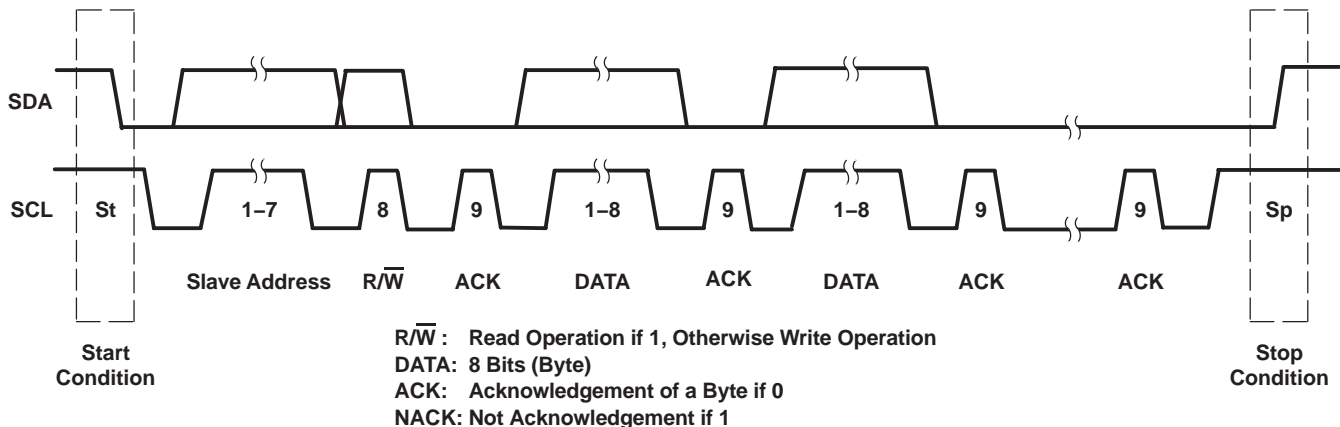 SDA
SCL St 1–7 8 9 1–8 9 1–8 9 9 Sp
Slave Address R/W̅ ACK DATA ACK DATA ACK ACK
Start
Condition
Stop
Condition
R/W̅ : Read Operation if 1, Otherwise Write Operation
DATA: 8 Bits (Byte)
ACK: Acknowledgement of a Byte if 0
NACK: Not Acknowledgement if 1